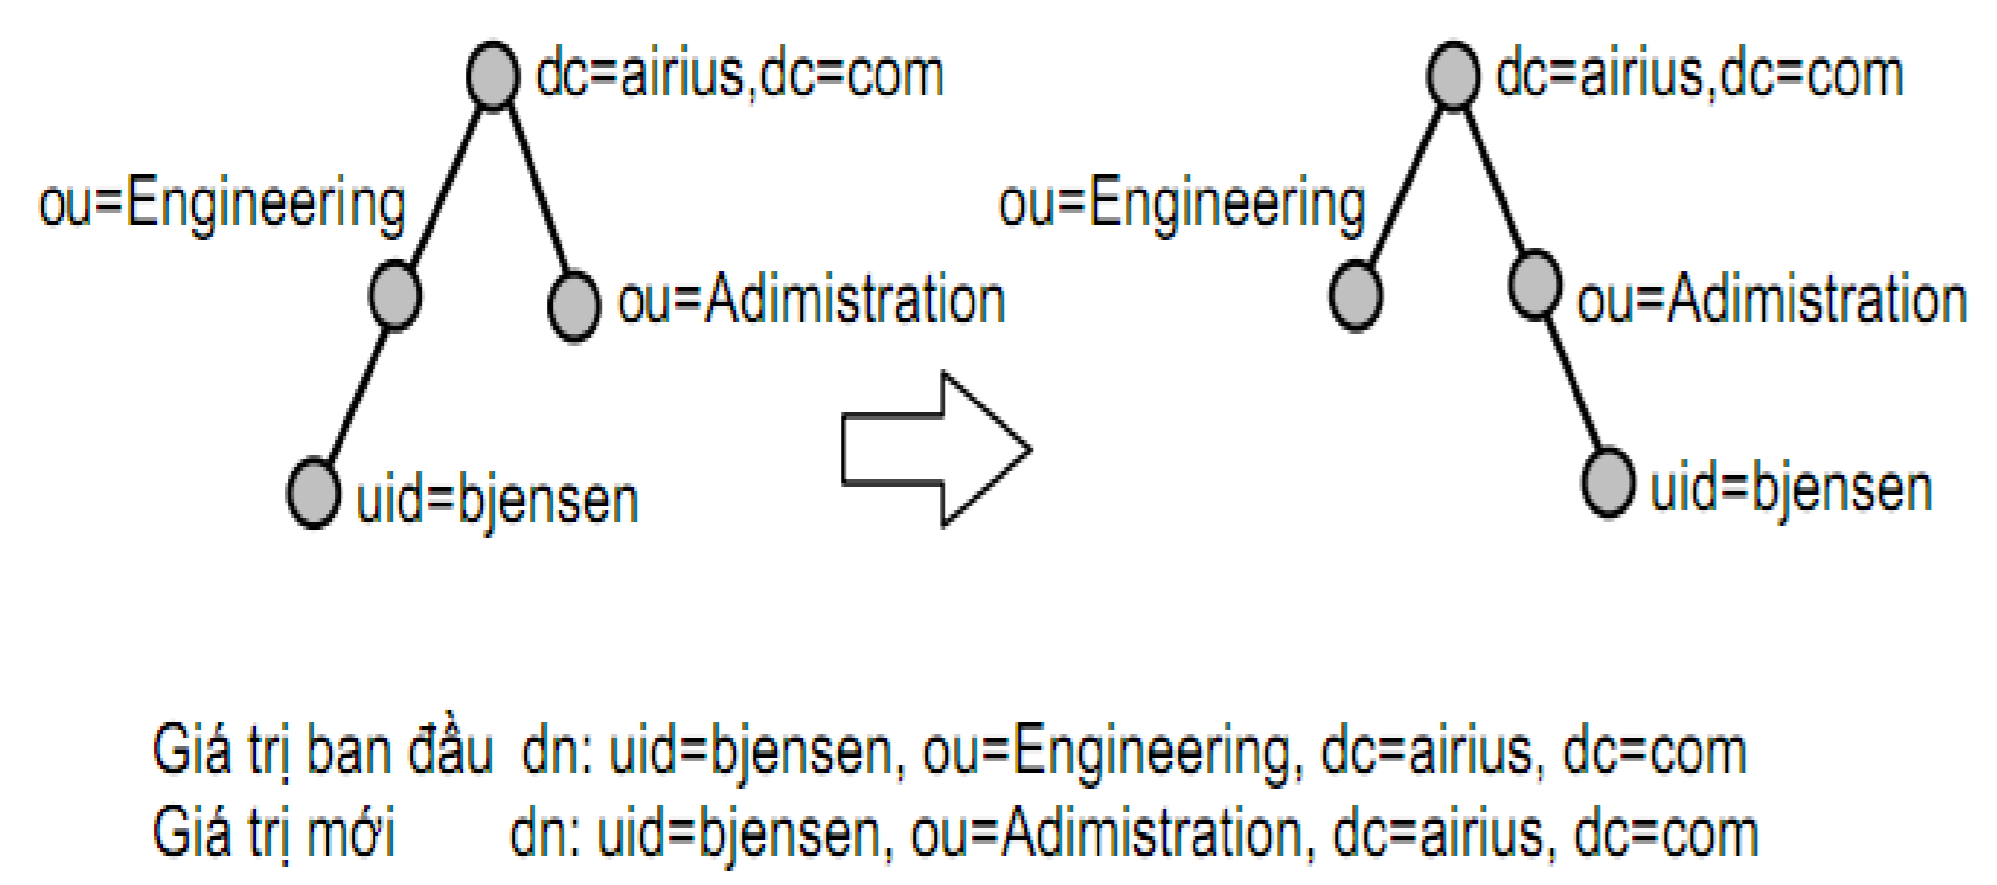 dc=airius,dc=com
ou=Engineering
ou=Adimistration
uid=bjensen
dc=airius,dc=com
ou=Engineering
ou=Adimistration
uid=bjensen
Giá trị ban đầu dn: uid=bjensen, ou=Engineering, dc=airius, dc=com
Giá trị mới dn: uid=bjensen, ou=Adimistration, dc=airius, dc=com